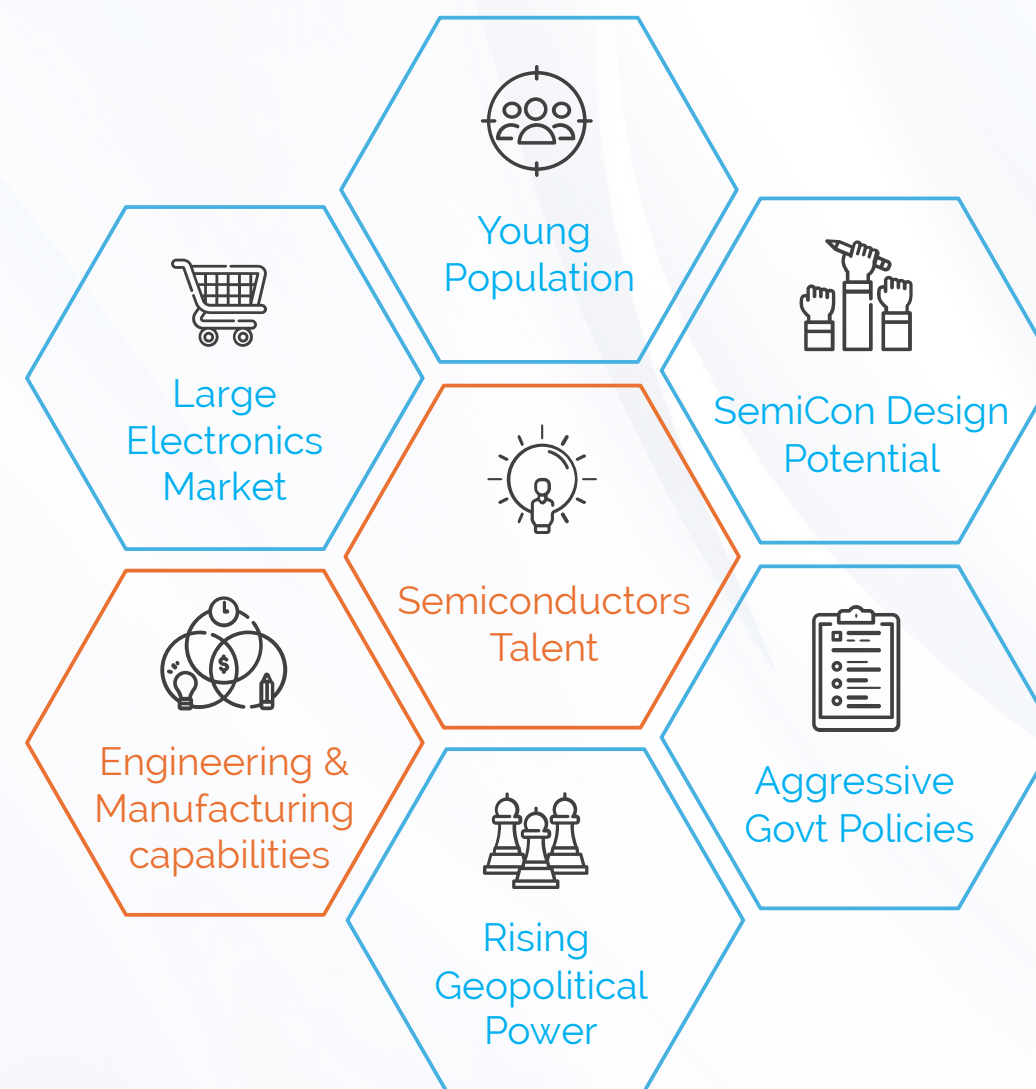 Young
Population
Large
Electronics
Market
SemiCon Design
Potential
Semiconductors
Talent
Engineering &
Manufacturing
capabilities
$
Aggressive
Govt Policies
Rising
Geopolitical
Power